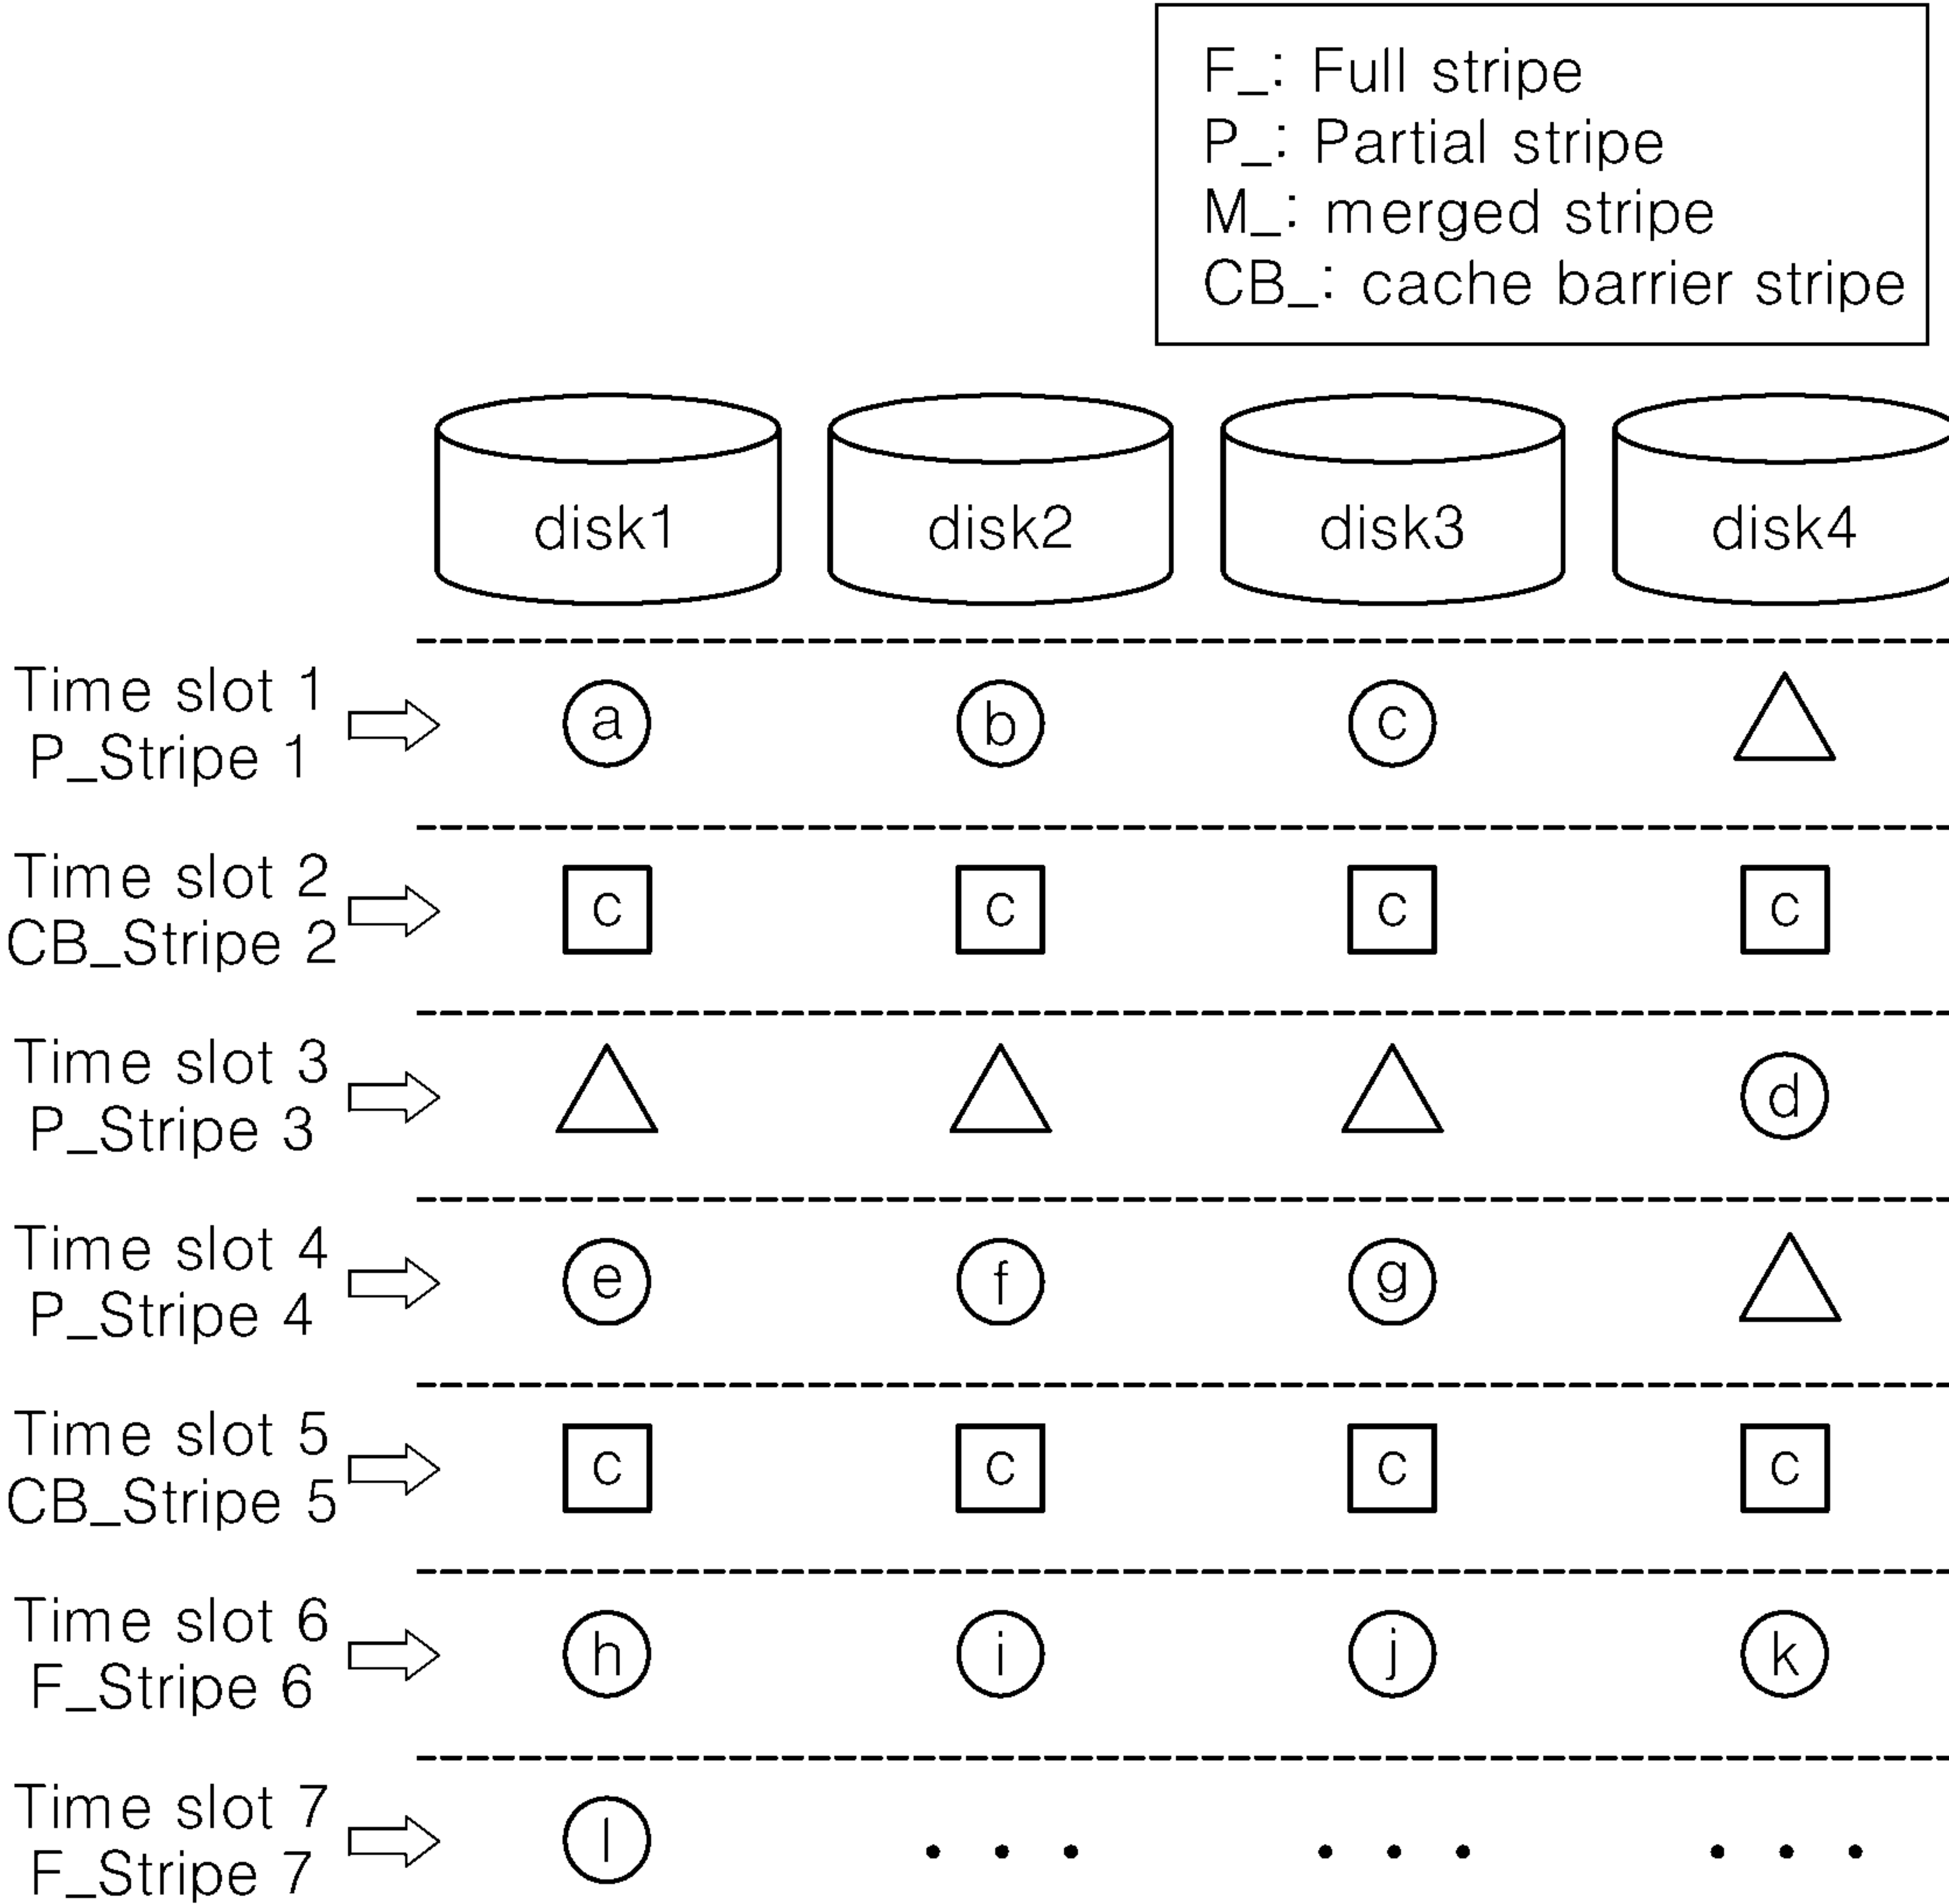 F_: Full stripe
P_: Partial stripe
M_: merged stripe
CB_: cache barrier stripe
disk1 disk2 disk3 disk4
Time slot 1
P_Stripe 1
a b c
Time slot 2
CB_Stripe 2
c c c c
Time slot 3
P_Stripe 3
d
Time slot 4
P_Stripe 4
e f g
Time slot 5
CB_Stripe 5
c c c c
Time slot 6
F_Stripe 6
h i j k
Time slot 7
F_Stripe 7
l . . . . . . . . .